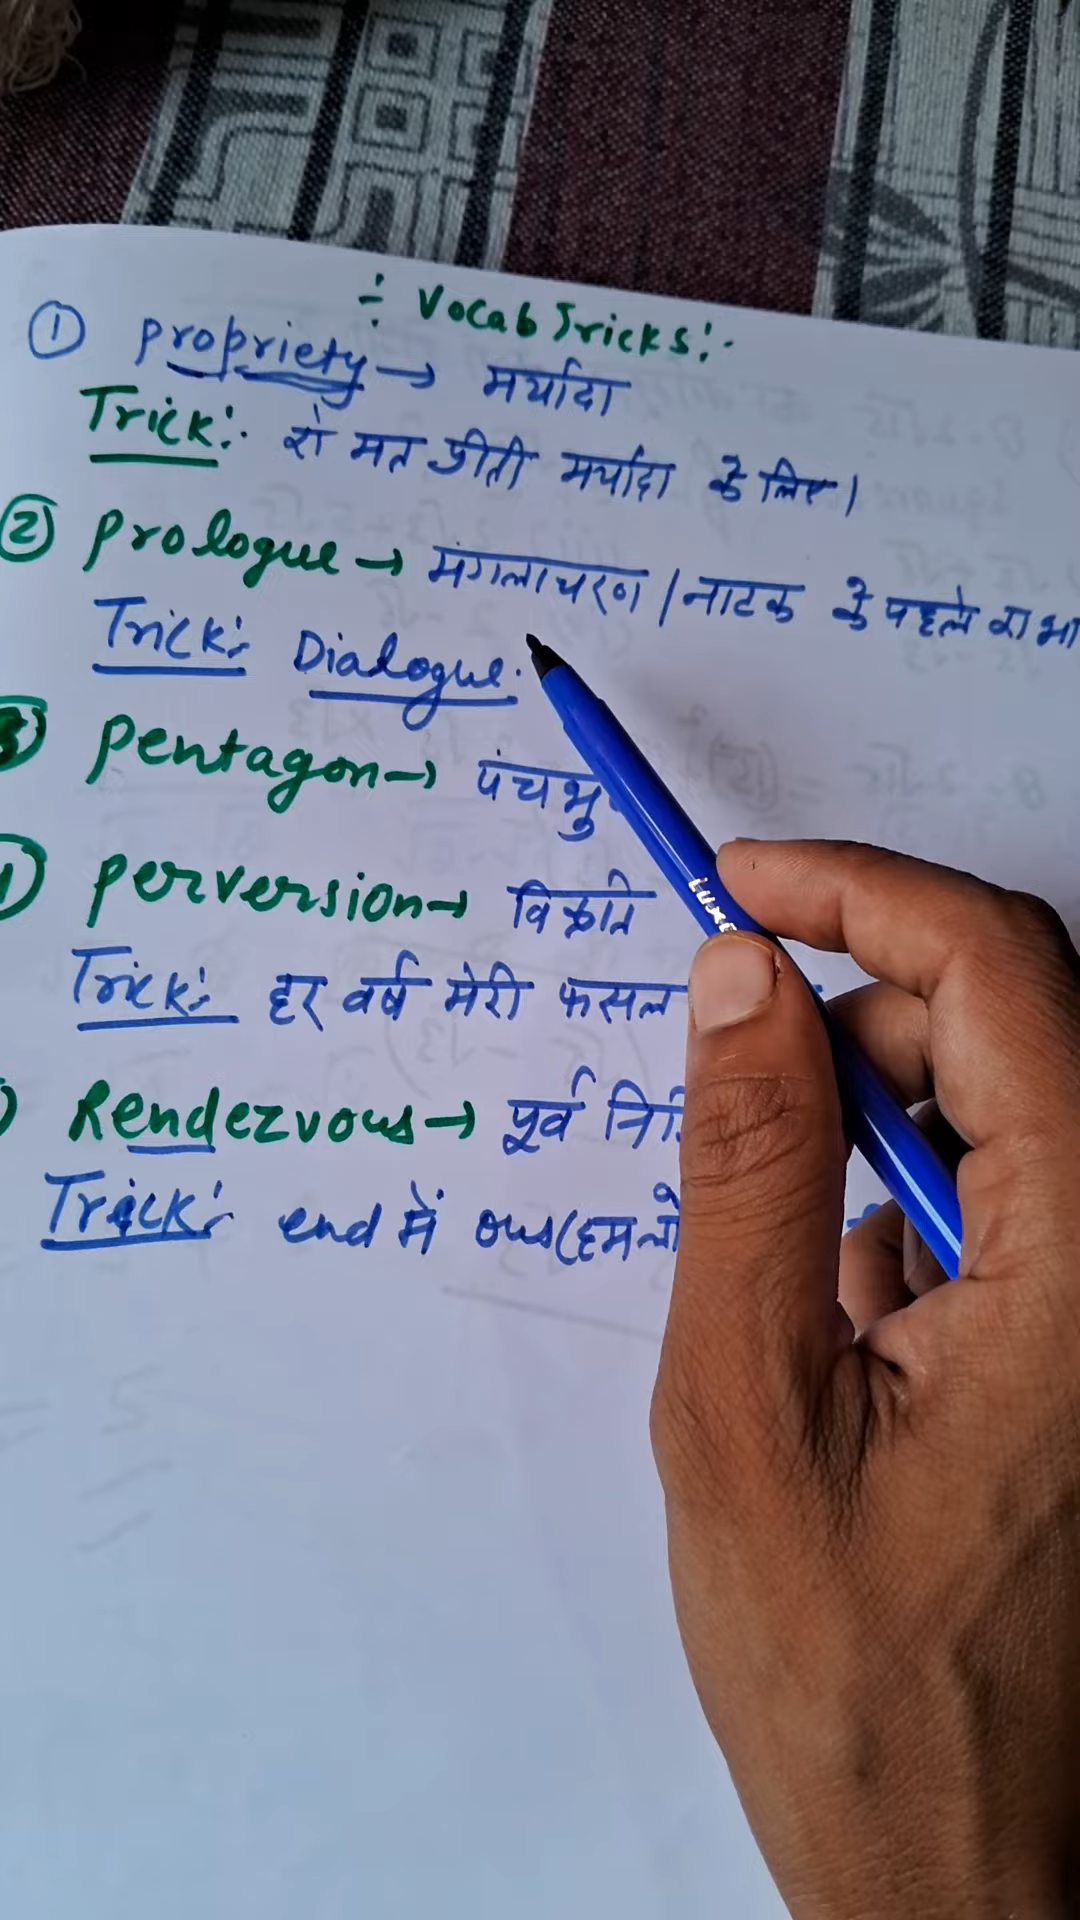 ÷ Vocab Tricks:-
① Propriety → मर्यादा
Trick:- रो मत प्रीती मर्यादा के लिए।
② Prologue → मंगलाचरण / नाटक के पहले का भा
Trick:- Dialogue.
Pentagon → पंचभु
Perversion → विकृति
Trick:- हर वर्ष मेरी फसल
Rendezvous → पूर्व
Trick:- end में ous(हमलो